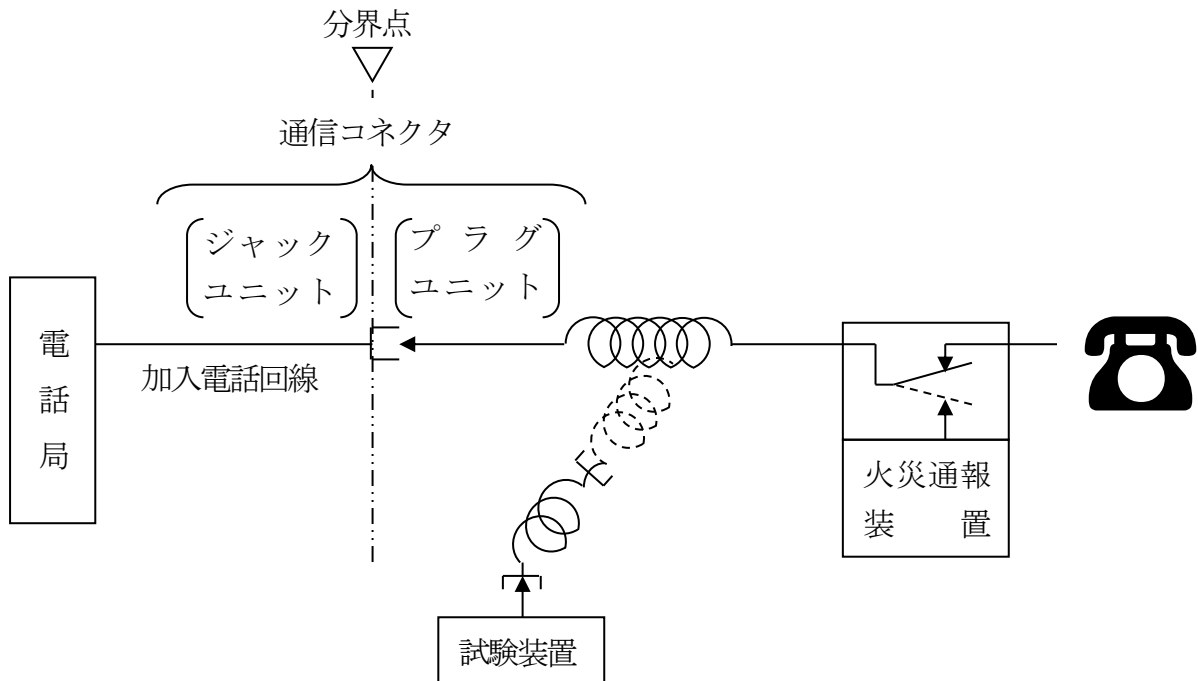 分界点
通信コネクタ
ジャック
ユニット
プラグ
ユニット
電話局
加入電話回線
火災通報
装置
試験装置